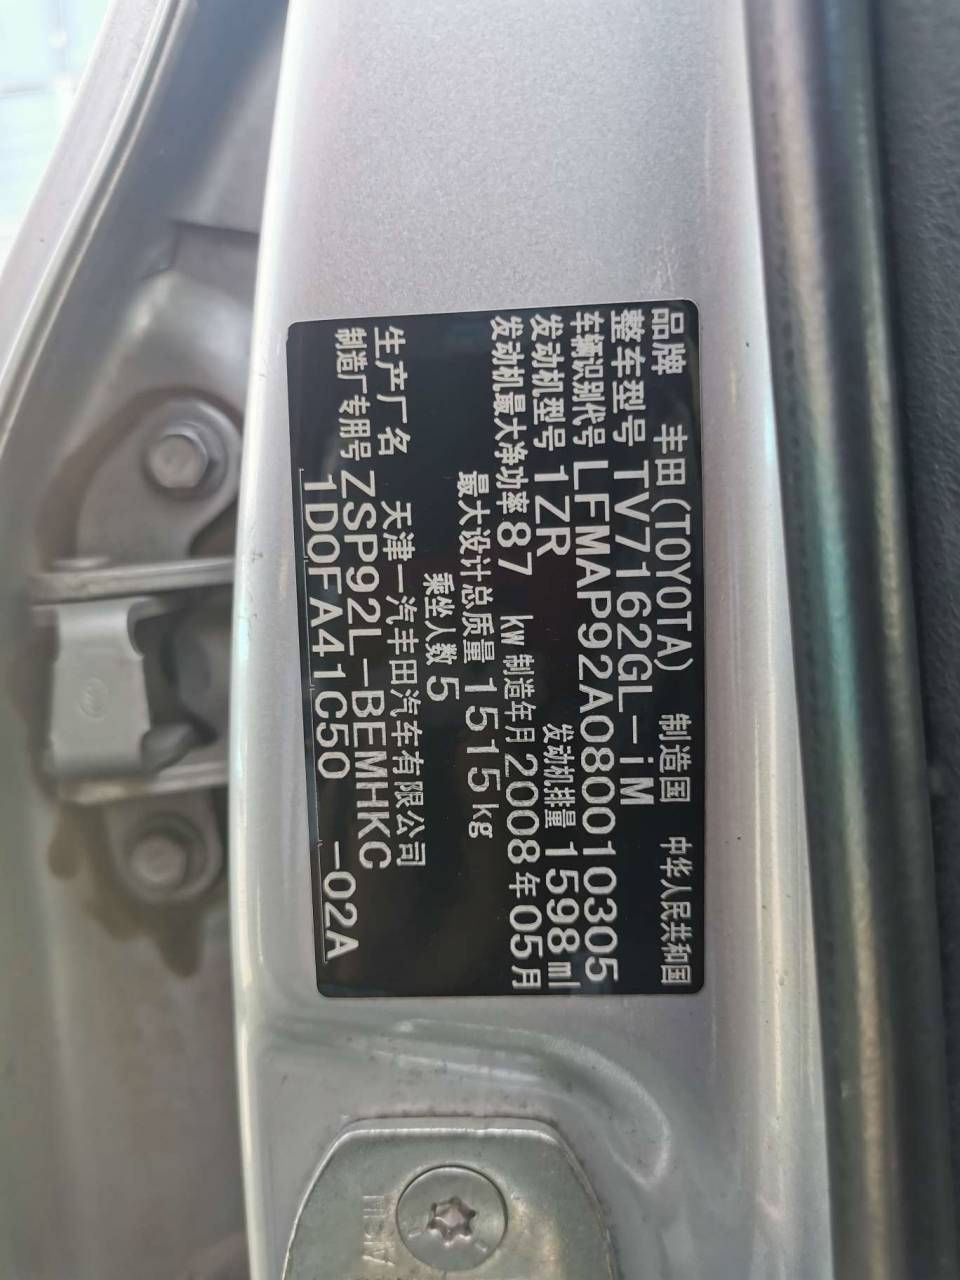 品牌 丰田(TOYOTA) 制造国 中华人民共和国
整车型号 TV7162GL-iM
车辆识别代号 LFMAP92A080010305
发动机型号 1ZR 发动机排量 1598ml
发动机最大净功率 87 kw 制造年月 2008年05月
最大设计总质量 1515kg
乘坐人数 5
生产厂名 天津一汽丰田汽车有限公司
制造厂专用号 ZSP92L-BEMHKC
1D0FA41C50 -02A